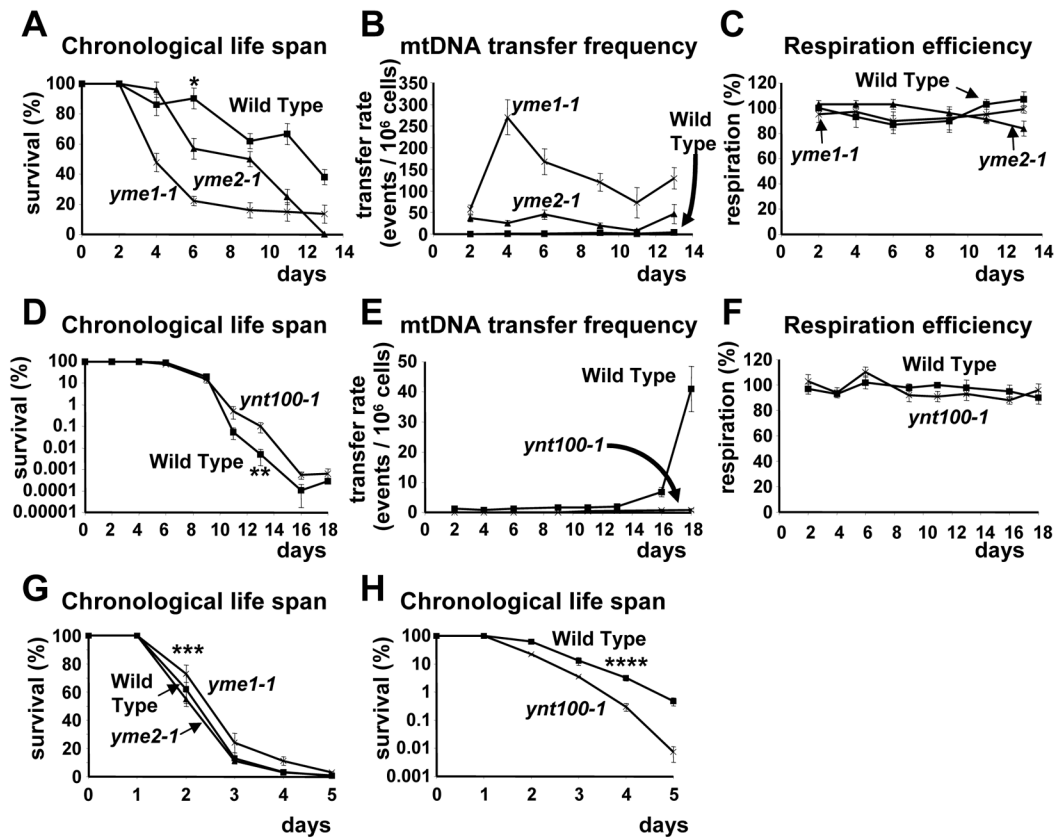 A Chronological life span
survival (%)
100
80
60
40
20
0
*
Wild Type
yme1-1
yme2-1
0 2 4 6 8 10 12 14
days
B mtDNA transfer frequency
transfer rate
(events / 10⁶ cells)
350
300
250
200
150
100
50
0
yme1-1
Wild
Type
yme2-1
0 2 4 6 8 10 12 14
days
C Respiration efficiency
respiration (%)
120
100
80
60
40
20
0
Wild Type
yme1-1
yme2-1
0 2 4 6 8 10 12 14
days
D Chronological life span
survival (%)
100
10
1
0.1
0.01
0.001
0.0001
0.00001
ynt100-1
Wild Type
**
0 2 4 6 8 10 12 14 16 18
days
E mtDNA transfer frequency
transfer rate
(events / 10⁶ cells)
50
40
30
20
10
0
Wild Type
ynt100-1
0 2 4 6 8 10 12 14 16 18
days
F Respiration efficiency
respiration (%)
120
100
80
60
40
20
0
Wild Type
ynt100-1
0 2 4 6 8 10 12 14 16 18
days
G Chronological life span
survival (%)
100
80
60
40
20
0
***
yme1-1
Wild
Type
yme2-1
0 1 2 3 4 5
days
H Chronological life span
survival (%)
100
10
1
0.1
0.01
0.001
Wild Type
****
ynt100-1
0 1 2 3 4 5
days